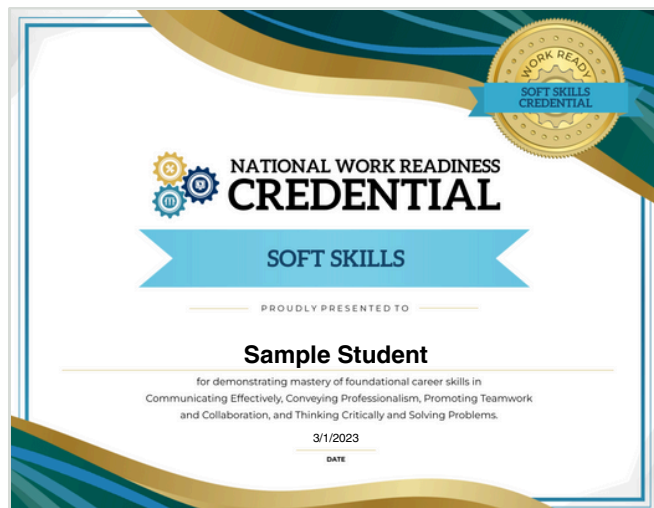 WORK READY
SOFT SKILLS
CREDENTIAL
NATIONAL WORK READINESS
CREDENTIAL
SOFT SKILLS
PROUDLY PRESENTED TO
Sample Student
for demonstrating mastery of foundational career skills in
Communicating Effectively, Conveying Professionalism, Promoting Teamwork
and Collaboration, and Thinking Critically and Solving Problems.
3/1/2023
DATE